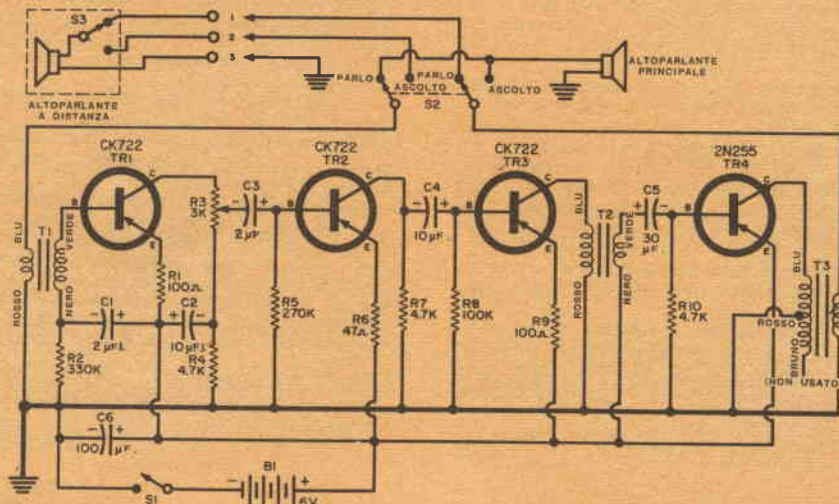 S3
1
2
3
ALTOPARLANTE
A DISTANZA
PARLO
PARLO
ASCOLTO
ASCOLTO
S2
ALTOPARLANTE
PRINCIPALE
CK722
TR1
CK722
TR2
CK722
TR3
2N255
TR4
B
C
E
B
C
E
B
C
E
B
C
E
BLU
ROSSO
T1
VERDE
NERO
R1
100Ω
R2
330K
C1
2µF.
C2
10µF.
R3
3K
R4
4.7K
C3
2µF
R5
270K
R6
47Ω
R7
4.7K
C4
10µF.
R8
100K
R9
100Ω
BLU
ROSSO
T2
VERDE
NERO
C5
30
µF.
R10
4.7K
BLU
ROSSO
BRUNO
T3
(NON USATO)
C6
100 µF.
S1
B1
6V